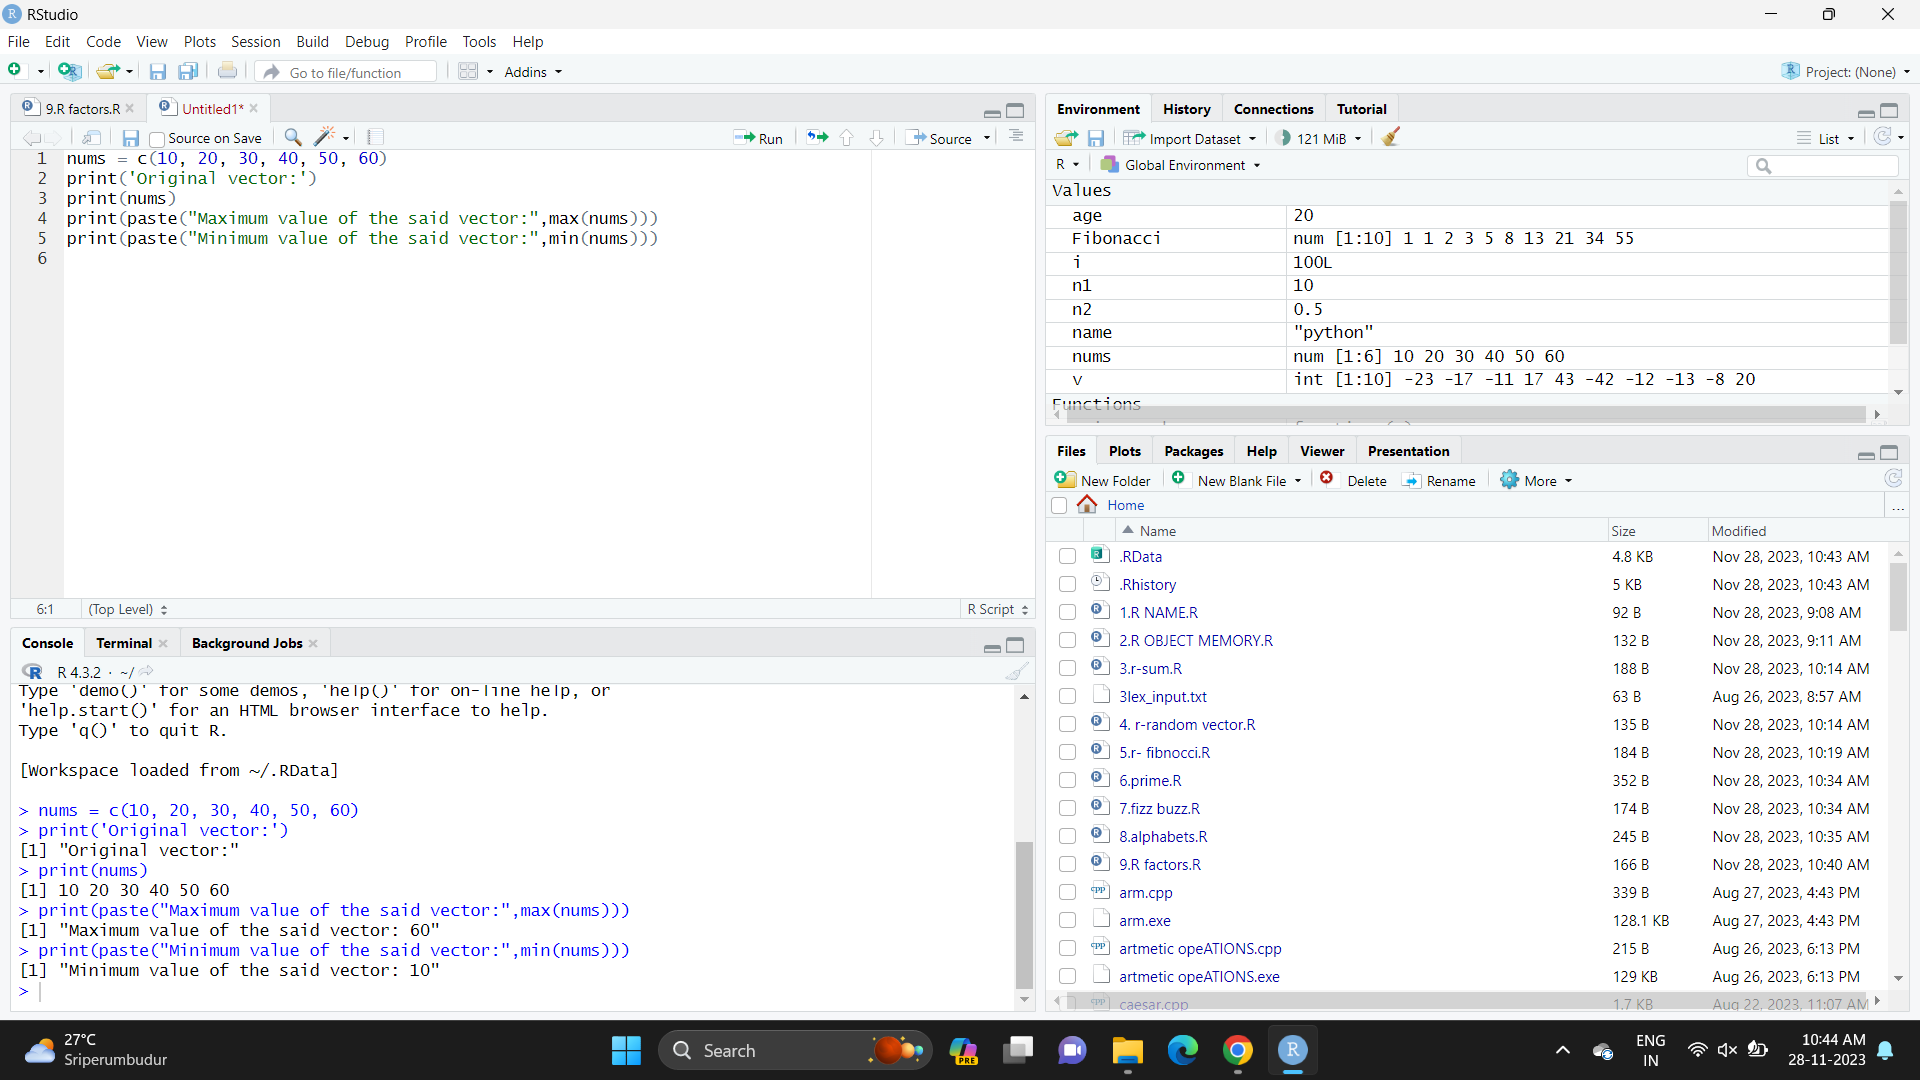 RStudio
File Edit Code View Plots Session Build Debug Profile Tools Help
Go to file/function Addins Project: (None)
9.R factors.R Untitled1*
Source on Save Run Source
1 nums = c(10, 20, 30, 40, 50, 60)
2 print('Original vector:')
3 print(nums)
4 print(paste("Maximum value of the said vector:",max(nums)))
5 print(paste("Minimum value of the said vector:",min(nums)))
6
6:1 (Top Level) R Script
Console Terminal Background Jobs
R 4.3.2 · ~/
Type 'demo()' for some demos, 'help()' for on-line help, or
'help.start()' for an HTML browser interface to help.
Type 'q()' to quit R.
[Workspace loaded from ~/.RData]
> nums = c(10, 20, 30, 40, 50, 60)
> print('Original vector:')
[1] "Original vector:"
> print(nums)
[1] 10 20 30 40 50 60
> print(paste("Maximum value of the said vector:",max(nums)))
[1] "Maximum value of the said vector: 60"
> print(paste("Minimum value of the said vector:",min(nums)))
[1] "Minimum value of the said vector: 10"
>
Environment History Connections Tutorial
Import Dataset 121 MiB List
R Global Environment
Values
age 20
Fibonacci num [1:10] 1 1 2 3 5 8 13 21 34 55
i 100L
n1 10
n2 0.5
name "python"
nums num [1:6] 10 20 30 40 50 60
v int [1:10] -23 -17 -11 17 43 -42 -12 -13 -8 20
Functions
Files Plots Packages Help Viewer Presentation
New Folder New Blank File Delete Rename More
Home ...
Name Size Modified
.RData 4.8 KB Nov 28, 2023, 10:43 AM
.Rhistory 5 KB Nov 28, 2023, 10:43 AM
1.R NAME.R 92 B Nov 28, 2023, 9:08 AM
2.R OBJECT MEMORY.R 132 B Nov 28, 2023, 9:11 AM
3.r-sum.R 188 B Nov 28, 2023, 10:14 AM
3lex_input.txt 63 B Aug 26, 2023, 8:57 AM
4. r-random vector.R 135 B Nov 28, 2023, 10:14 AM
5.r- fibnocci.R 184 B Nov 28, 2023, 10:19 AM
6.prime.R 352 B Nov 28, 2023, 10:34 AM
7.fizz buzz.R 174 B Nov 28, 2023, 10:34 AM
8.alphabets.R 245 B Nov 28, 2023, 10:35 AM
9.R factors.R 166 B Nov 28, 2023, 10:40 AM
arm.cpp 339 B Aug 27, 2023, 4:43 PM
arm.exe 128.1 KB Aug 27, 2023, 4:43 PM
artmetic opeATIONS.cpp 215 B Aug 26, 2023, 6:13 PM
artmetic opeATIONS.exe 129 KB Aug 26, 2023, 6:13 PM
caesar.cpp 1.7 KB Aug 22, 2023, 11:07 AM
27°C
Sriperumbudur
Search
PRE
ENG
IN
10:44 AM
28-11-2023